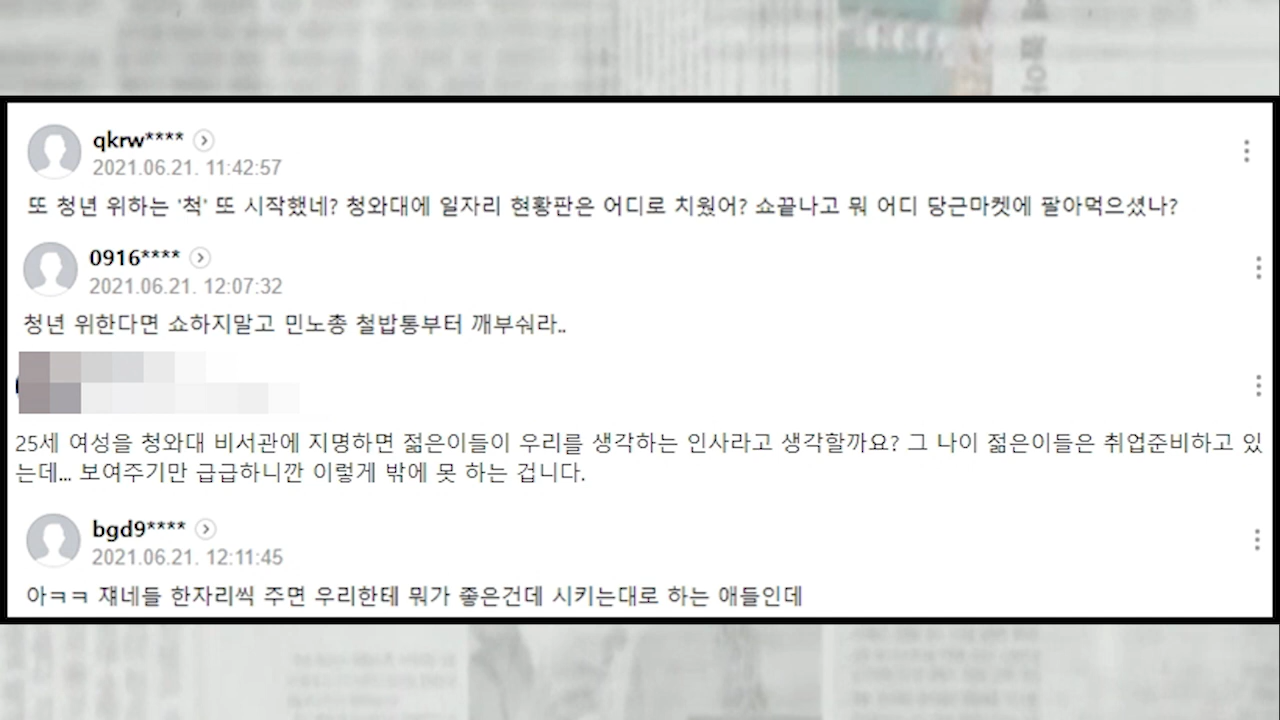 qkrw****
2021.06.21. 11:42:57
또 청년 위하는 '척' 또 시작했네? 청와대에 일자리 현황판은 어디로 치웠어? 쇼끝나고 뭐 어디 당근마켓에 팔아먹으셨나?
0916****
2021.06.21. 12:07:32
청년 위한다면 쇼하지말고 민노총 철밥통부터 깨부숴라..
25세 여성을 청와대 비서관에 지명하면 젊은이들이 우리를 생각하는 인사라고 생각할까요? 그 나이 젊은이들은 취업준비하고 있
는데... 보여주기만 급급하니깐 이렇게 밖에 못 하는 겁니다.
bgd9****
2021.06.21. 12:11:45
아ㅋㅋ 쟤네들 한자리씩 주면 우리한테 뭐가 좋은건데 시키는대로 하는 애들인데